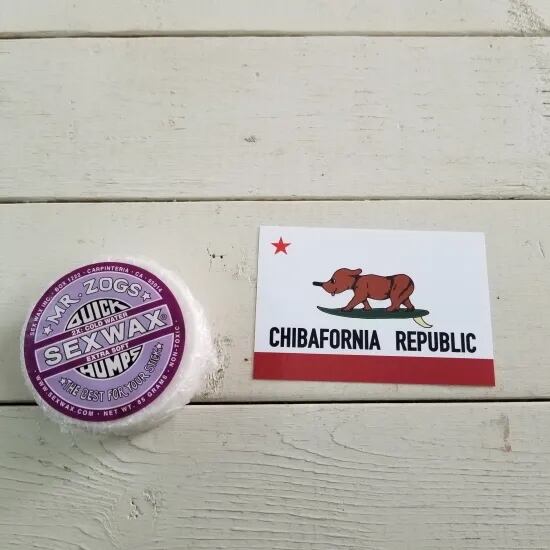 SEX WAX INC. · BOX 1222 · CARPINTERIA · CA · 93014
MR. ZOGS
QUICK
2X: COLD WATER
SEXWAX®
EXTRA SOFT
HUMPS
THE BEST FOR YOUR STICK
WWW.SEXWAX.COM · NET WT. 85 GRAMS · NON-TOXIC
CHIBAFORNIA REPUBLIC